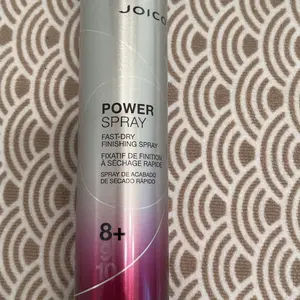 JOICO
POWER
SPRAY
FAST-DRY
FINISHING SPRAY
FIXATIF DE FINITION
À SÉCHAGE RAPIDE
SPRAY DE ACABADO
DE SECADO RÁPIDO
8+